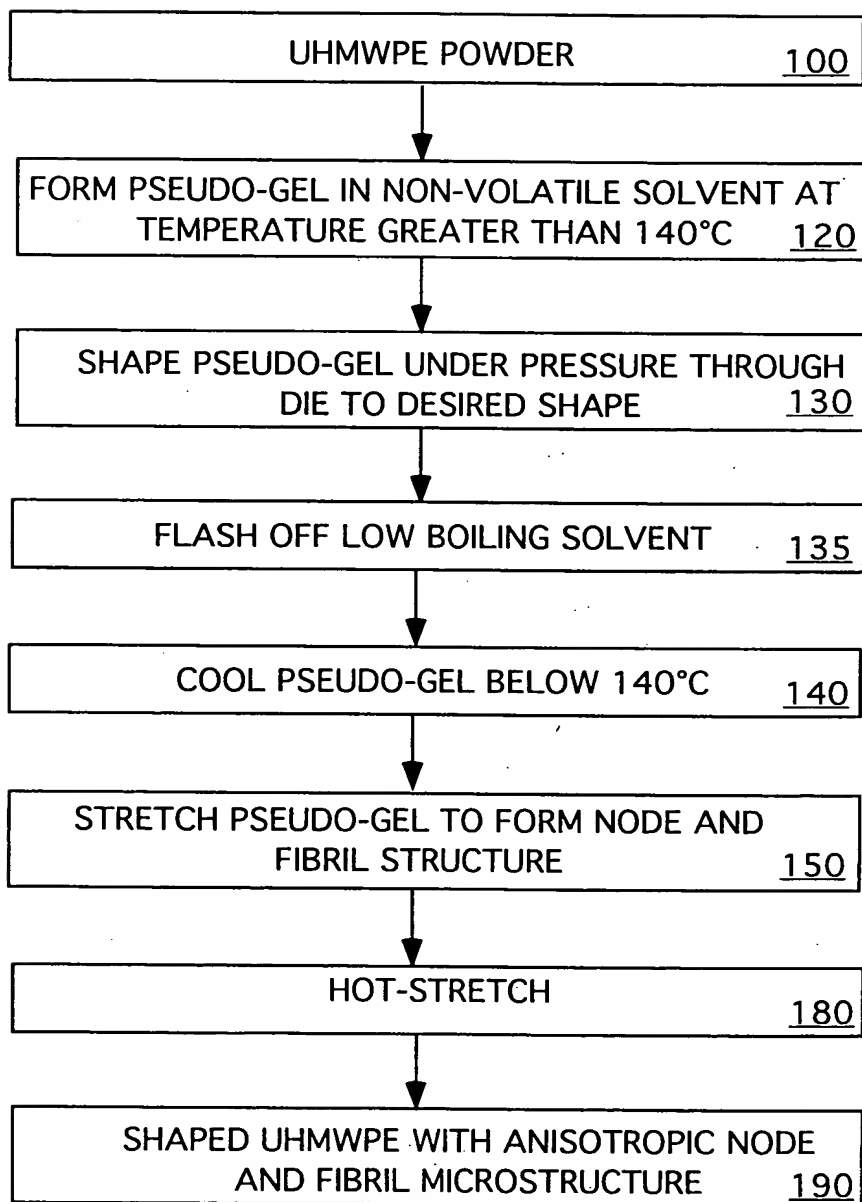 UHMWPE POWDER 100
FORM PSEUDO-GEL IN NON-VOLATILE SOLVENT AT
TEMPERATURE GREATER THAN 140°C 120
SHAPE PSEUDO-GEL UNDER PRESSURE THROUGH
DIE TO DESIRED SHAPE 130
FLASH OFF LOW BOILING SOLVENT 135
COOL PSEUDO-GEL BELOW 140°C 140
STRETCH PSEUDO-GEL TO FORM NODE AND
FIBRIL STRUCTURE 150
HOT-STRETCH
180
SHAPED UHMWPE WITH ANISOTROPIC NODE
AND FIBRIL MICROSTRUCTURE 190